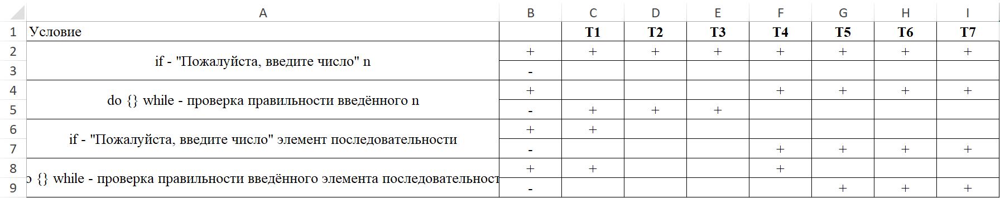 A B C D E F G H I
1 Условие T1 T2 T3 T4 T5 T6 T7
2 + + + + + + + +
if - "Пожалуйста, введите число" n
3 -
4 + + + + +
do {} while - проверка правильности введённого n
5 - + + +
6 + +
if - "Пожалуйста, введите число" элемент последовательности
7 - + + + +
8 + + +
o {} while - проверка правильности введённого элемента последовательност
9 - + + +